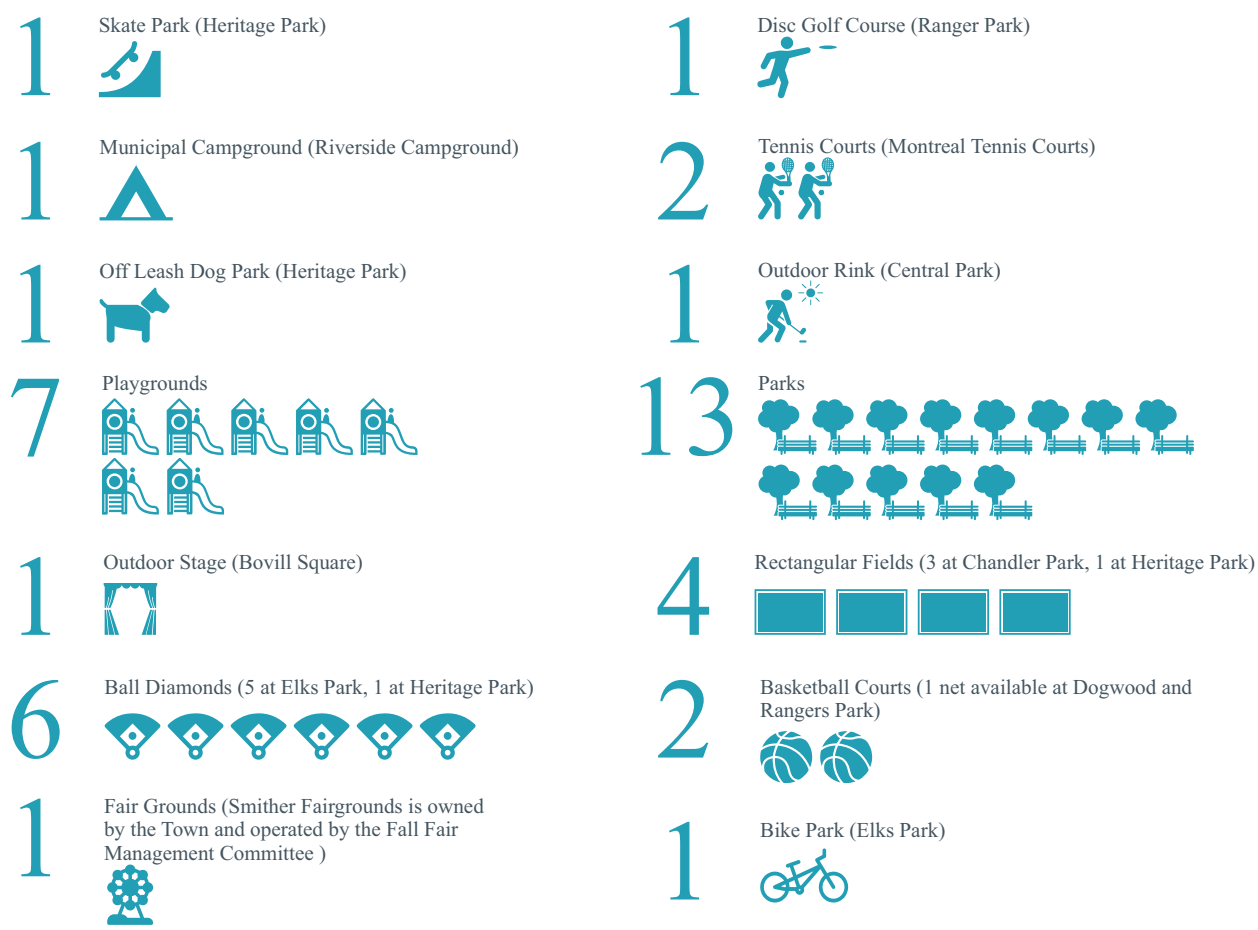 1
Skate Park (Heritage Park)
1
Municipal Campground (Riverside Campground)
1
Off Leash Dog Park (Heritage Park)
7
Playgrounds
1
Outdoor Stage (Bovill Square)
6
Ball Diamonds (5 at Elks Park, 1 at Heritage Park)
1
Fair Grounds (Smither Fairgrounds is owned
by the Town and operated by the Fall Fair
Management Committee )
1
Disc Golf Course (Ranger Park)
2
Tennis Courts (Montreal Tennis Courts)
1
Outdoor Rink (Central Park)
13
Parks
4
Rectangular Fields (3 at Chandler Park, 1 at Heritage Park)
2
Basketball Courts (1 net available at Dogwood and
Rangers Park)
1
Bike Park (Elks Park)